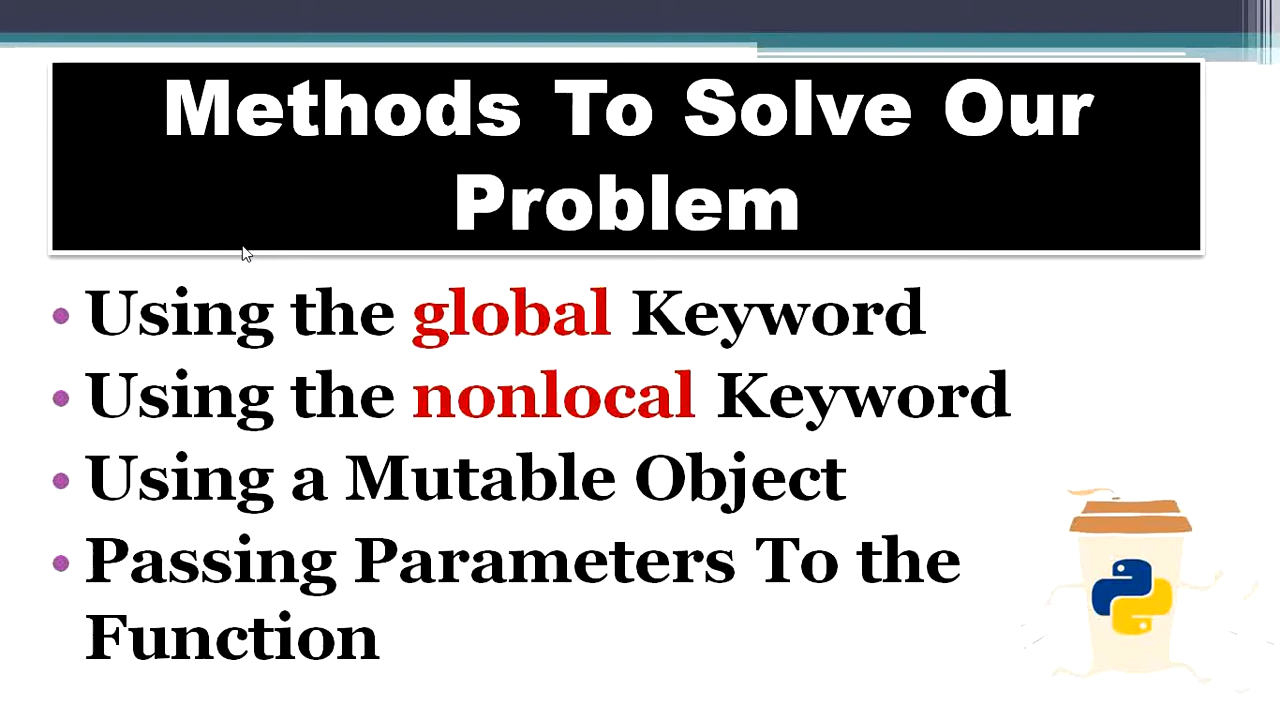 Methods To Solve Our
Problem
• Using the global Keyword
• Using the nonlocal Keyword
• Using a Mutable Object
• Passing Parameters To the
Function